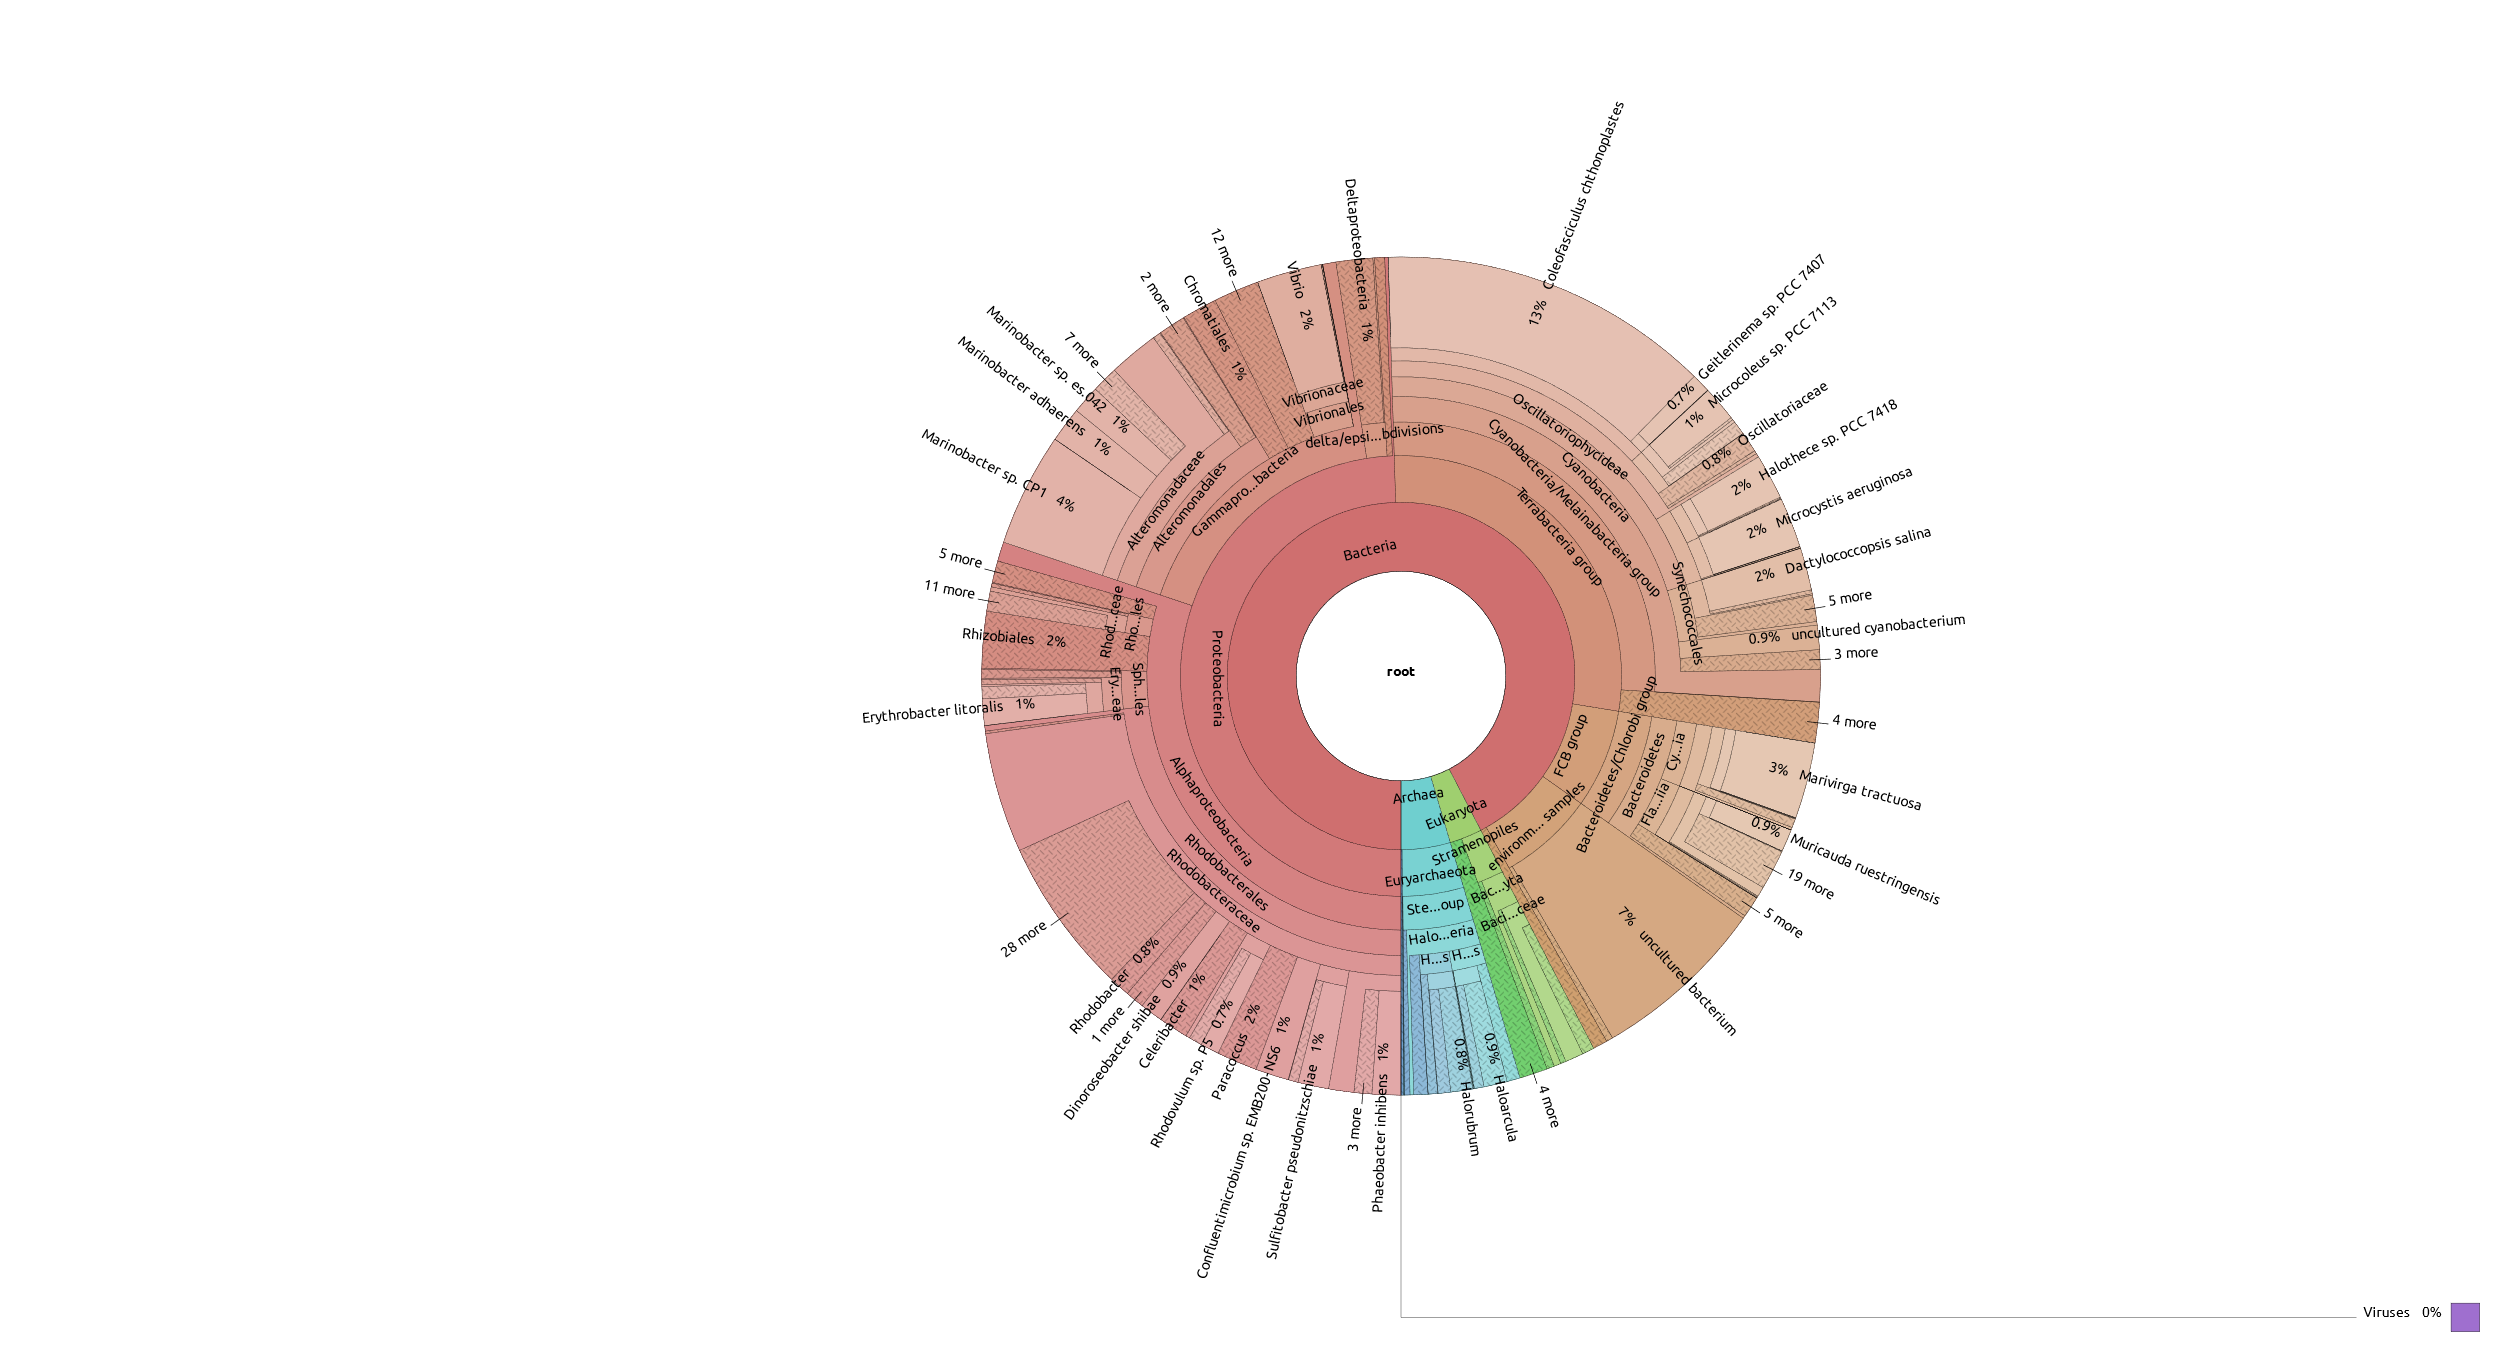 root
Bacteria
Proteobacteria
Terrabacteria group
FCB group
environm... samples
Archaea
Eukaryota
Stramenopiles
Euryarchaeota
Ste...oup
Halo...eria
H...s
H...s
Bac...yta
Baci...ceae
Deltaproteobacteria 1%
delta/epsi...bdivisions
13% Coleofasciculus chthonoplastes
0.7% Geitlerinema sp. PCC 7407
1% Microcoleus sp. PCC 7113
0.8% Oscillatoriaceae
2% Halothece sp. PCC 7418
2% Microcystis aeruginosa
2% Dactylococcopsis salina
5 more
0.9% uncultured cyanobacterium
3 more
4 more
Oscillatoriophycideae
Cyanobacteria
Cyanobacteria/Melainabacteria group
Synechococcales
Bacteroidetes/Chlorobi group
Bacteroidetes
Cy...ia
Fla...iia
3% Marivirga tractuosa
0.9% Muricauda ruestringensis
19 more
5 more
7% uncultured bacterium
4 more
0.9% Haloarcula
0.8% Halorubrum
Phaeobacter inhibens 1%
3 more
Sulfitobacter pseudonitzschiae 1%
Confluentimicrobium sp. EMB200-NS6 1%
Paracoccus 2%
Rhodovulum sp. P5 0.7%
Celeribacter 1%
Dinoroseobacter shibae 0.9%
1 more
Rhodobacter 0.8%
28 more
Rhodobacteraceae
Rhodobacterales
Alphaproteobacteria
Erythrobacter litoralis 1%
Ery...eae
Sph...les
Rhizobiales 2%
Rhod...ceae
Rho...les
11 more
5 more
Marinobacter sp. CP1 4%
Marinobacter adhaerens 1%
Marinobacter sp. es.042 1%
7 more
Alteromonadaceae
Alteromonadales
Gammapro...bacteria
2 more
Chromatiales 1%
12 more
Vibrio 2%
Vibrionaceae
Vibrionales
Viruses 0%